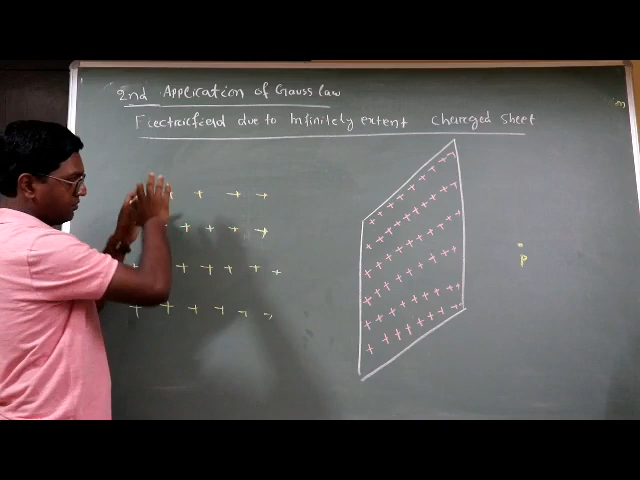 2nd Application of Gauss law
Electricfield due to Infinitely extent charged sheet
+ + + +
+ + + +
+ + + + + +
+ + + + + +
P